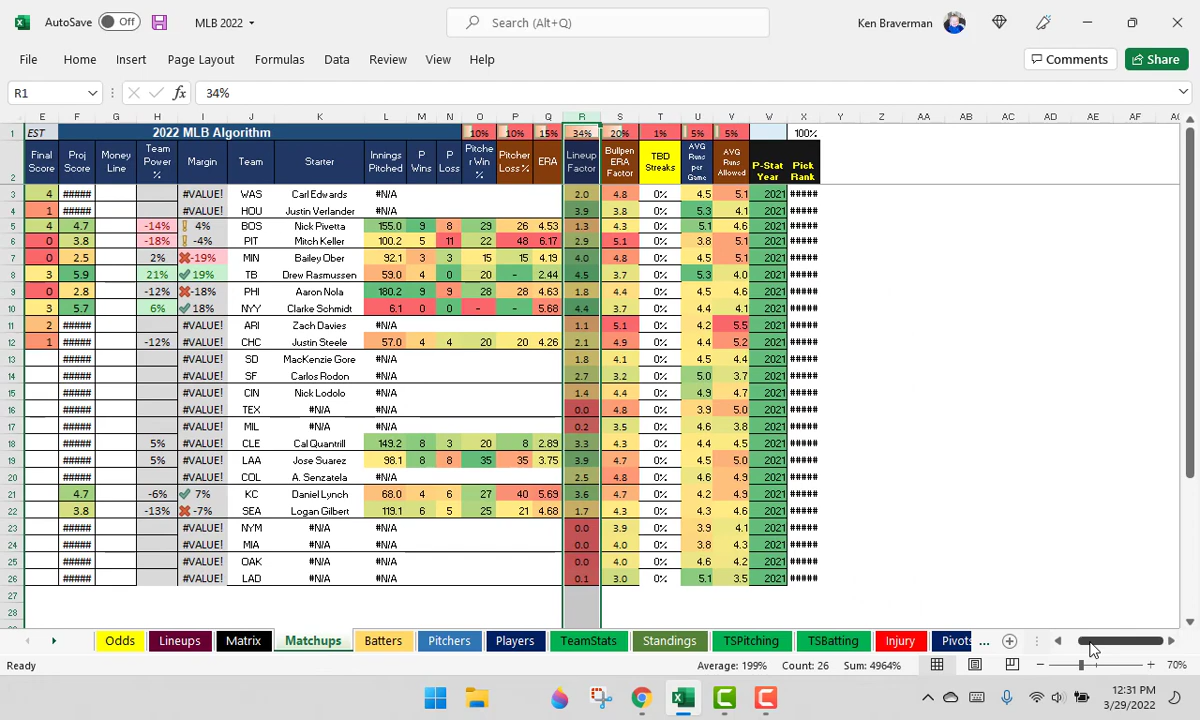 AutoSave Off MLB 2022 Search (Alt+Q) Ken Braverman
File Home Insert Page Layout Formulas Data Review View Help Comments Share
R1 fx 34%
E F G H I J K L M N O P Q R S T U V W X Y Z AA AB AC AD AE AF
1 EST 2022 MLB Algorithm 10% 10% 15% 34% 20% 1% 5% 5% 100%
2 Final Score Proj Score Money Line Team Power % Margin Team Starter Innings Pitched P Wins P Loss Pitcher Win % Pitcher Loss % ERA Lineup Factor Bullpen ERA Factor TBD Streaks AVG Runs per Game AVG Runs Allowed P-Stat Year Pick Rank
3 4 ##### #VALUE! WAS Carl Edwards #N/A 2.0 4.8 0% 4.5 5.1 2021 #####
4 1 ##### #VALUE! HOU Justin Verlander #N/A 3.9 3.8 0% 5.3 4.1 2021 #####
5 4 4.7 -14% 4% BOS Nick Pivetta 155.0 9 8 29 26 4.53 1.3 4.3 0% 5.1 4.6 2021 #####
6 0 3.8 -18% -4% PIT Mitch Keller 100.2 5 11 22 48 6.17 2.9 5.1 0% 3.8 5.1 2021 #####
7 0 2.5 2% -19% MIN Bailey Ober 92.1 3 3 15 15 4.19 4.0 4.8 0% 4.5 5.1 2021 #####
8 3 5.9 21% 19% TB Drew Rasmussen 59.0 4 0 20 - 2.44 4.5 3.7 0% 5.3 4.0 2021 #####
9 0 2.8 -12% -18% PHI Aaron Nola 180.2 9 9 28 28 4.63 1.8 4.4 0% 4.5 4.6 2021 #####
10 3 5.7 6% 18% NYY Clarke Schmidt 6.1 0 0 - - 5.68 4.4 3.7 0% 4.4 4.1 2021 #####
11 2 ##### #VALUE! ARI Zach Davies #N/A 1.1 5.1 0% 4.2 5.5 2021 #####
12 1 ##### -12% #VALUE! CHC Justin Steele 57.0 4 4 20 20 4.26 2.1 4.9 0% 4.4 5.2 2021 #####
13 ##### #VALUE! SD MacKenzie Gore #N/A 1.8 4.1 0% 4.5 4.4 2021 #####
14 ##### #VALUE! SF Carlos Rodon #N/A 2.7 3.2 0% 5.0 3.7 2021 #####
15 ##### #VALUE! CIN Nick Lodolo #N/A 1.4 4.4 0% 4.9 4.7 2021 #####
16 ##### #VALUE! TEX #N/A #N/A 0.0 4.8 0% 3.9 5.0 2021 #####
17 ##### #VALUE! MIL #N/A #N/A 0.2 3.5 0% 4.6 3.8 2021 #####
18 ##### 5% #VALUE! CLE Cal Quantrill 149.2 8 3 20 8 2.89 3.3 4.3 0% 4.4 4.5 2021 #####
19 ##### 5% #VALUE! LAA Jose Suarez 98.1 8 8 35 35 3.75 3.9 4.7 0% 4.5 5.0 2021 #####
20 ##### #VALUE! COL A. Senzatela #N/A 2.5 4.8 0% 4.6 4.9 2021 #####
21 4.7 -6% 7% KC Daniel Lynch 68.0 4 6 27 40 5.69 3.6 4.7 0% 4.2 4.9 2021 #####
22 3.8 -13% -7% SEA Logan Gilbert 119.1 6 5 25 21 4.68 1.7 4.3 0% 4.3 4.6 2021 #####
23 ##### #VALUE! NYM #N/A #N/A 0.0 3.9 0% 3.9 4.1 2021 #####
24 ##### #VALUE! MIA #N/A #N/A 0.0 4.0 0% 3.8 4.3 2021 #####
25 ##### #VALUE! OAK #N/A #N/A 0.0 4.0 0% 4.6 4.2 2021 #####
26 ##### #VALUE! LAD #N/A #N/A 0.1 3.0 0% 5.1 3.5 2021 #####
27
28
Odds Lineups Matrix Matchups Batters Pitchers Players TeamStats Standings TSPitching TSBatting Injury Pivots ...
Ready Average: 199% Count: 26 Sum: 4964% 70%
12:31 PM
3/29/2022